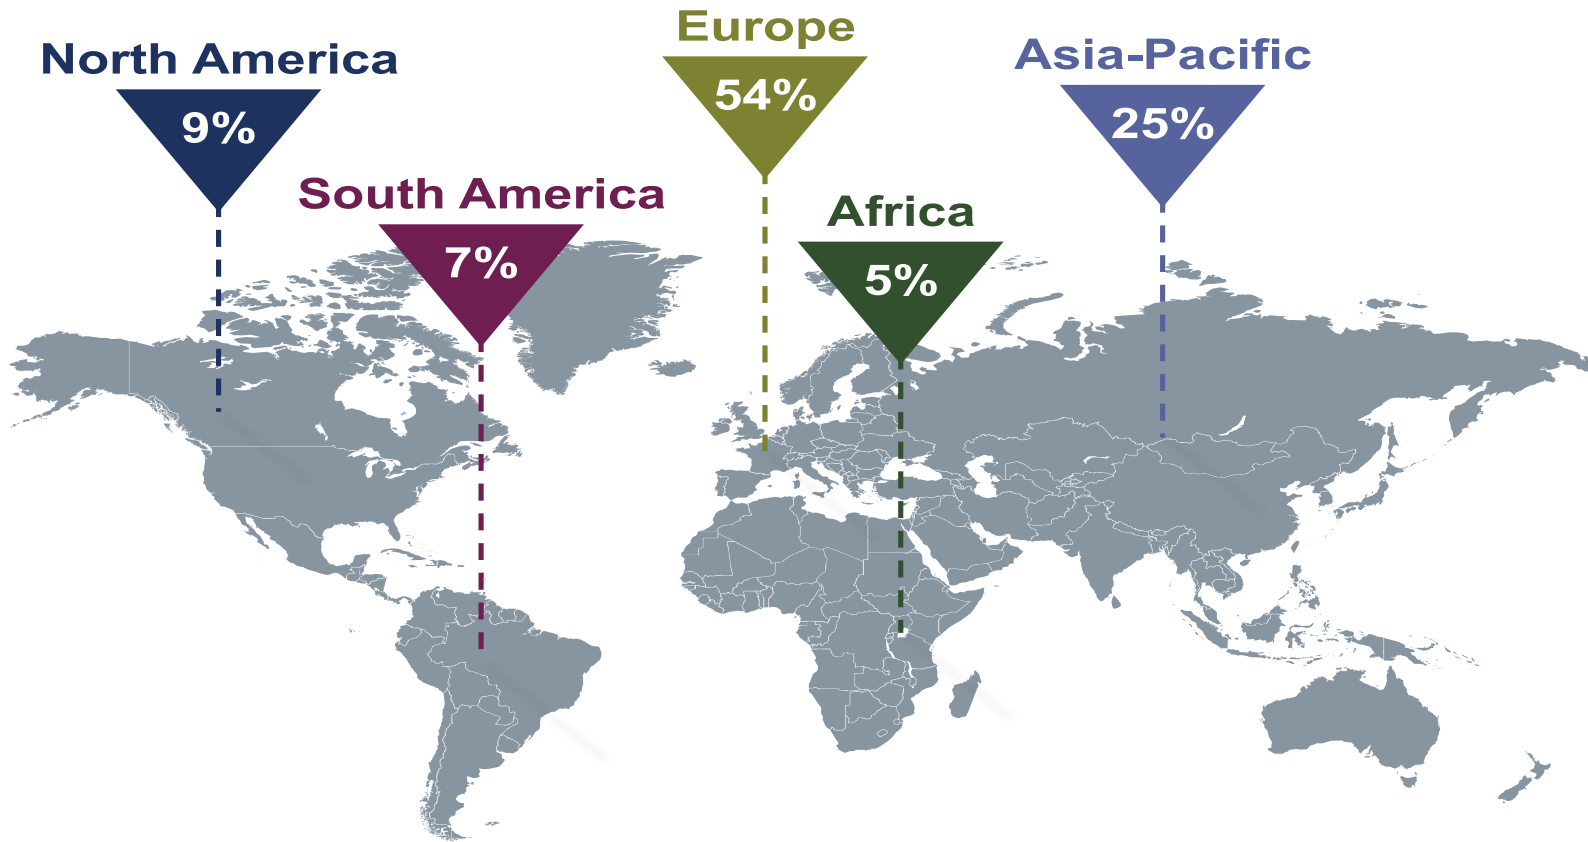 North America
9%
South America
7%
Europe
54%
Africa
5%
Asia-Pacific
25%